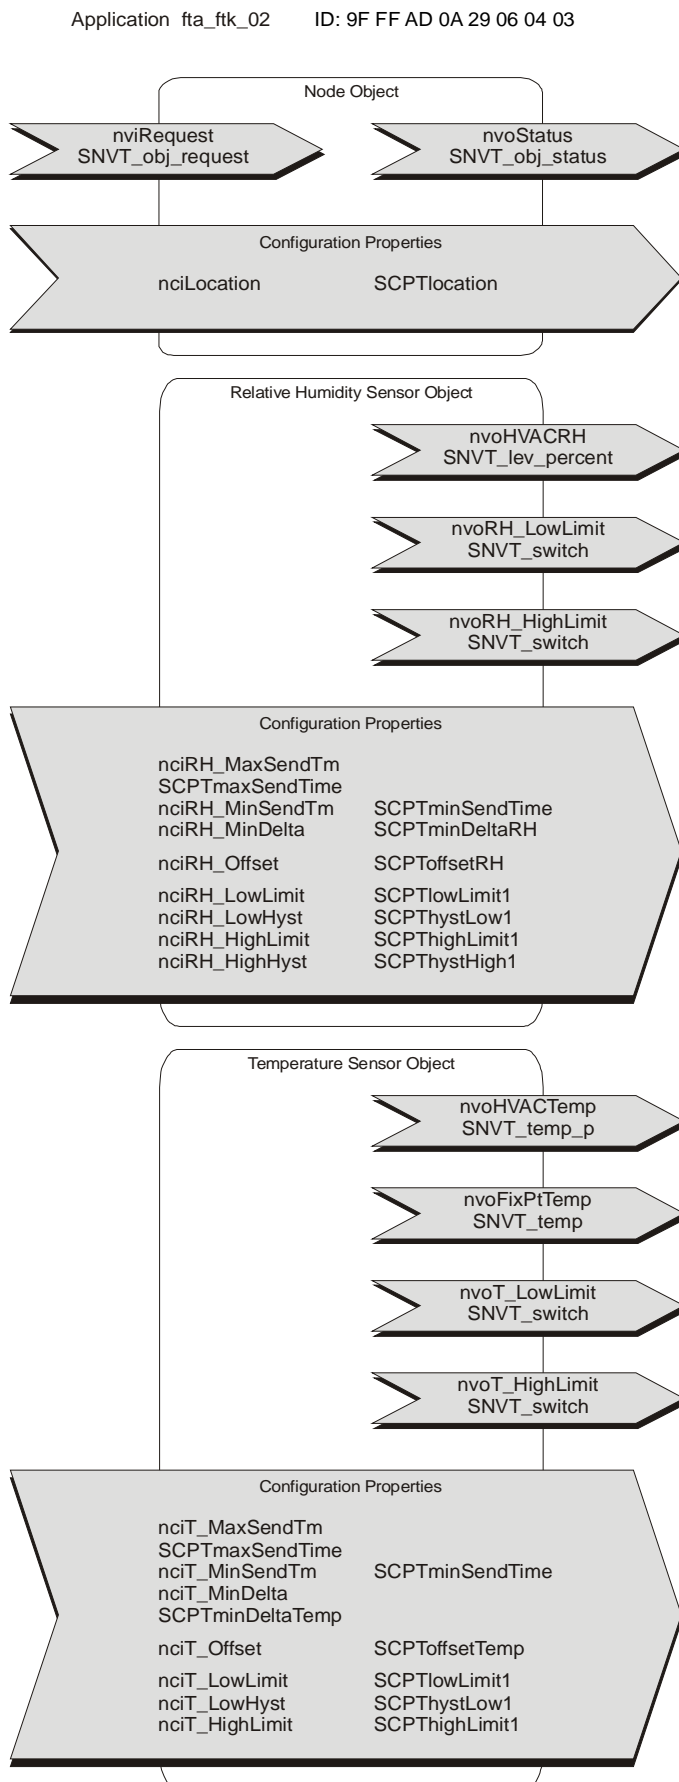 Application fta_ftk_02 ID: 9F FF AD 0A 29 06 04 03
Node Object
nviRequest
SNVT_obj_request
nvoStatus
SNVT_obj_status
Configuration Properties
nciLocation SCPTlocation
Relative Humidity Sensor Object
nvoHVACRH
SNVT_lev_percent
nvoRH_LowLimit
SNVT_switch
nvoRH_HighLimit
SNVT_switch
Configuration Properties
nciRH_MaxSendTm
SCPTmaxSendTime
nciRH_MinSendTm SCPTminSendTime
nciRH_MinDelta SCPTminDeltaRH
nciRH_Offset SCPToffsetRH
nciRH_LowLimit SCPTlowLimit1
nciRH_LowHyst SCPThystLow1
nciRH_HighLimit SCPThighLimit1
nciRH_HighHyst SCPThystHigh1
Temperature Sensor Object
nvoHVACTemp
SNVT_temp_p
nvoFixPtTemp
SNVT_temp
nvoT_LowLimit
SNVT_switch
nvoT_HighLimit
SNVT_switch
Configuration Properties
nciT_MaxSendTm
SCPTmaxSendTime
nciT_MinSendTm SCPTminSendTime
nciT_MinDelta
SCPTminDeltaTemp
nciT_Offset SCPToffsetTemp
nciT_LowLimit SCPTlowLimit1
nciT_LowHyst SCPThystLow1
nciT_HighLimit SCPThighLimit1